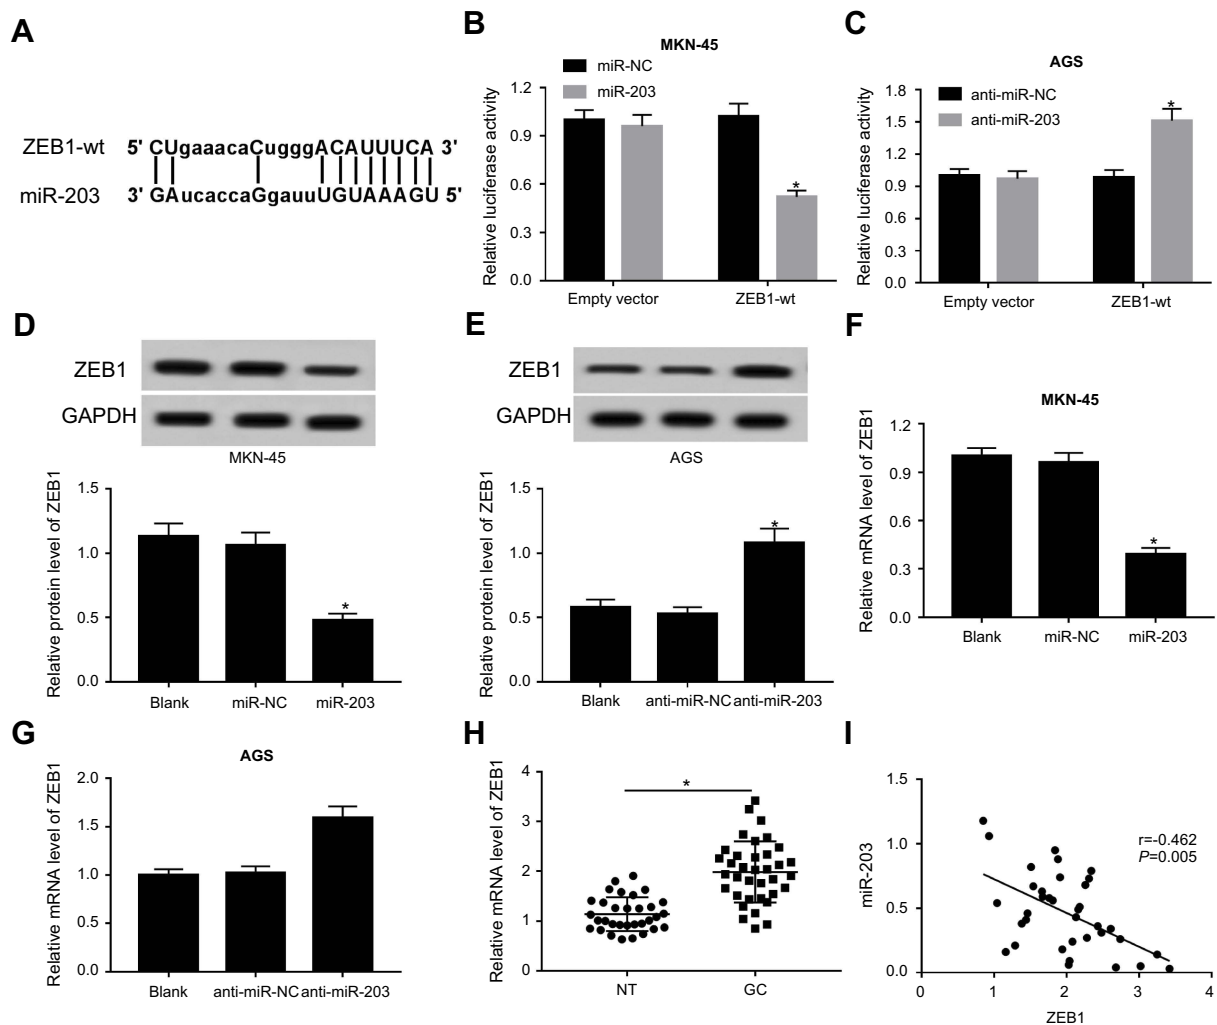 A
ZEB1-wt 5' CUgaaacaCugggACAUUUCA 3'
miR-203 3' GAucaccaGgauuUGUAAAGU 5'
B
MKN-45
miR-NC
miR-203
Relative luciferase activity
1.2
0.9
0.6
0.3
0.0
*
Empty vector ZEB1-wt
C
AGS
anti-miR-NC
anti-miR-203
Relative luciferase activity
1.8
1.5
1.2
0.9
0.6
0.3
0.0
*
Empty vector ZEB1-wt
D
ZEB1
GAPDH
MKN-45
Relative protein level of ZEB1
1.5
1.0
0.5
0.0
*
Blank miR-NC miR-203
E
ZEB1
GAPDH
AGS
Relative protein level of ZEB1
1.5
1.0
0.5
0.0
*
Blank anti-miR-NC anti-miR-203
F
MKN-45
Relative mRNA level of ZEB1
1.2
0.9
0.6
0.3
0.0
*
Blank miR-NC miR-203
G
AGS
Relative mRNA level of ZEB1
2.0
1.5
1.0
0.5
0.0
Blank anti-miR-NC anti-miR-203
H
Relative mRNA level of ZEB1
4
3
2
1
0
*
NT GC
I
miR-203
1.5
1.0
0.5
0.0
r=-0.462
P=0.005
0 1 2 3 4
ZEB1